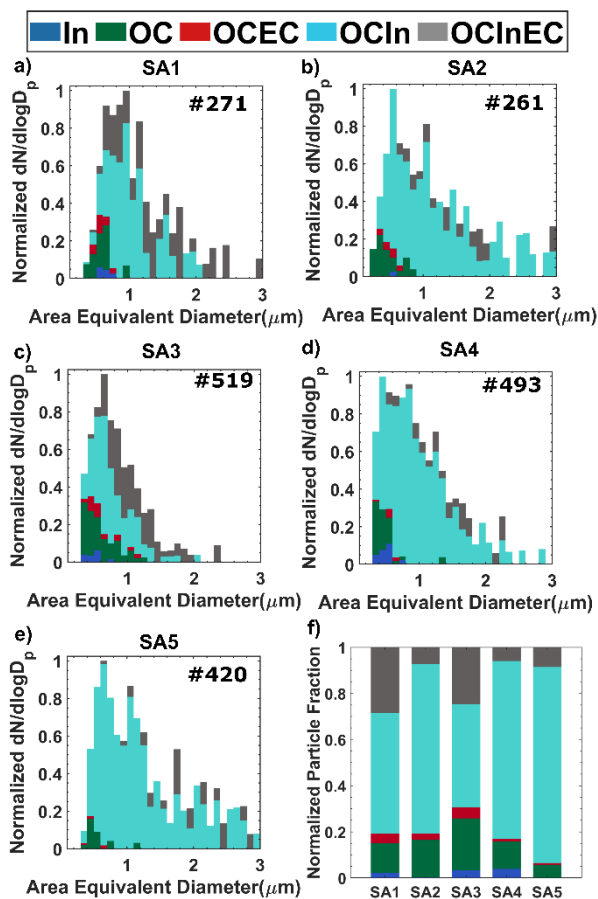 In OC OCEC OCIn OCInEC
a) SA1
#271
Normalized dN/dlogDp
1
0.8
0.6
0.4
0.2
0
1 2 3
Area Equivalent Diameter(μm)
b) SA2
#261
Normalized dN/dlogDp
1
0.8
0.6
0.4
0.2
0
1 2 3
Area Equivalent Diameter(μm)
c) SA3
#519
Normalized dN/dlogDp
1
0.8
0.6
0.4
0.2
0
1 2 3
Area Equivalent Diameter(μm)
d) SA4
#493
Normalized dN/dlogDp
1
0.8
0.6
0.4
0.2
0
1 2 3
Area Equivalent Diameter(μm)
e) SA5
#420
Normalized dN/dlogDp
1
0.8
0.6
0.4
0.2
0
1 2 3
Area Equivalent Diameter(μm)
f)
Normalized Particle Fraction
1
0.8
0.6
0.4
0.2
0
SA1 SA2 SA3 SA4 SA5